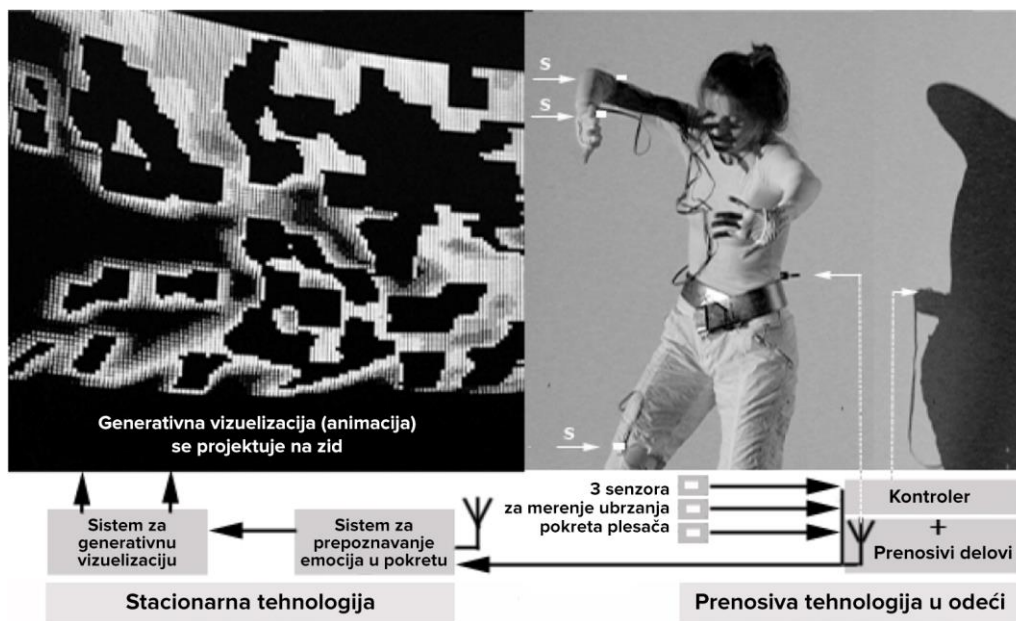 S
S
S
Generativna vizuelizacija (animacija)
se projektuje na zid
3 senzora
za merenje ubrzanja
pokreta plesača
Kontroler
+
Prenosivi delovi
Sistem za
generativnu
vizuelizaciju
Sistem za
prepoznavanje
emocija u pokretu
Stacionarna tehnologija
Prenosiva tehnologija u odeći